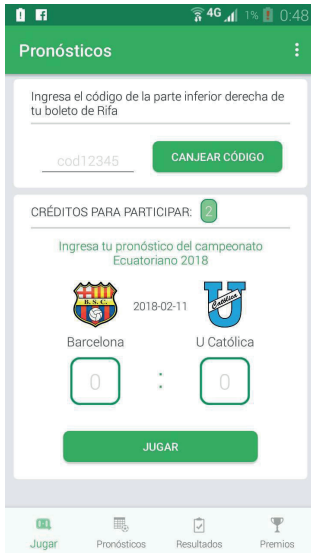 4G 1% 0:48
Pronósticos
Ingresa el código de la parte inferior derecha de
tu boleto de Rifa
cod12345
CANJEAR CÓDIGO
CRÉDITOS PARA PARTICIPAR: 2
Ingresa tu pronóstico del campeonato
Ecuatoriano 2018
B.S.C.
2018-02-11
Católica
Barcelona
U Católica
0 : 0
JUGAR
Jugar
Pronósticos
Resultados
Premios